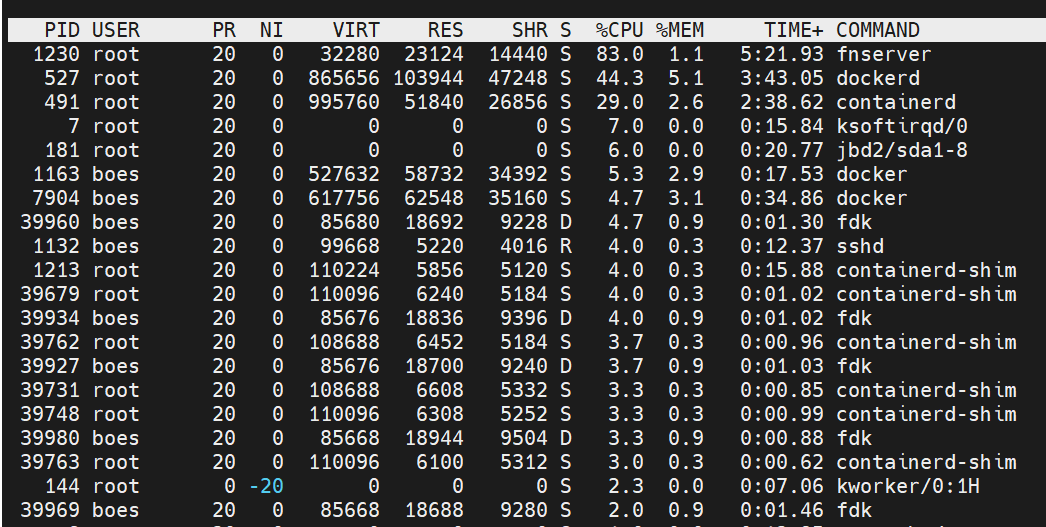 PID USER PR NI VIRT RES SHR S %CPU %MEM TIME+ COMMAND
1230 root 20 0 32280 23124 14440 S 83.0 1.1 5:21.93 fnserver
527 root 20 0 865656 103944 47248 S 44.3 5.1 3:43.05 dockerd
491 root 20 0 995760 51840 26856 S 29.0 2.6 2:38.62 containerd
7 root 20 0 0 0 0 S 7.0 0.0 0:15.84 ksoftirqd/0
181 root 20 0 0 0 0 S 6.0 0.0 0:20.77 jbd2/sda1-8
1163 boes 20 0 527632 58732 34392 S 5.3 2.9 0:17.53 docker
7904 boes 20 0 617756 62548 35160 S 4.7 3.1 0:34.86 docker
39960 boes 20 0 85680 18692 9228 D 4.7 0.9 0:01.30 fdk
1132 boes 20 0 99668 5220 4016 R 4.0 0.3 0:12.37 sshd
1213 root 20 0 110224 5856 5120 S 4.0 0.3 0:15.88 containerd-shim
39679 root 20 0 110096 6240 5184 S 4.0 0.3 0:01.02 containerd-shim
39934 boes 20 0 85676 18836 9396 D 4.0 0.9 0:01.02 fdk
39762 root 20 0 108688 6452 5184 S 3.7 0.3 0:00.96 containerd-shim
39927 boes 20 0 85676 18700 9240 D 3.7 0.9 0:01.03 fdk
39731 root 20 0 108688 6608 5332 S 3.3 0.3 0:00.85 containerd-shim
39748 root 20 0 110096 6308 5252 S 3.3 0.3 0:00.99 containerd-shim
39980 boes 20 0 85668 18944 9504 D 3.3 0.9 0:00.88 fdk
39763 root 20 0 110096 6100 5312 S 3.0 0.3 0:00.62 containerd-shim
144 root 0 -20 0 0 0 S 2.3 0.0 0:07.06 kworker/0:1H
39969 boes 20 0 85668 18688 9280 S 2.0 0.9 0:01.46 fdk